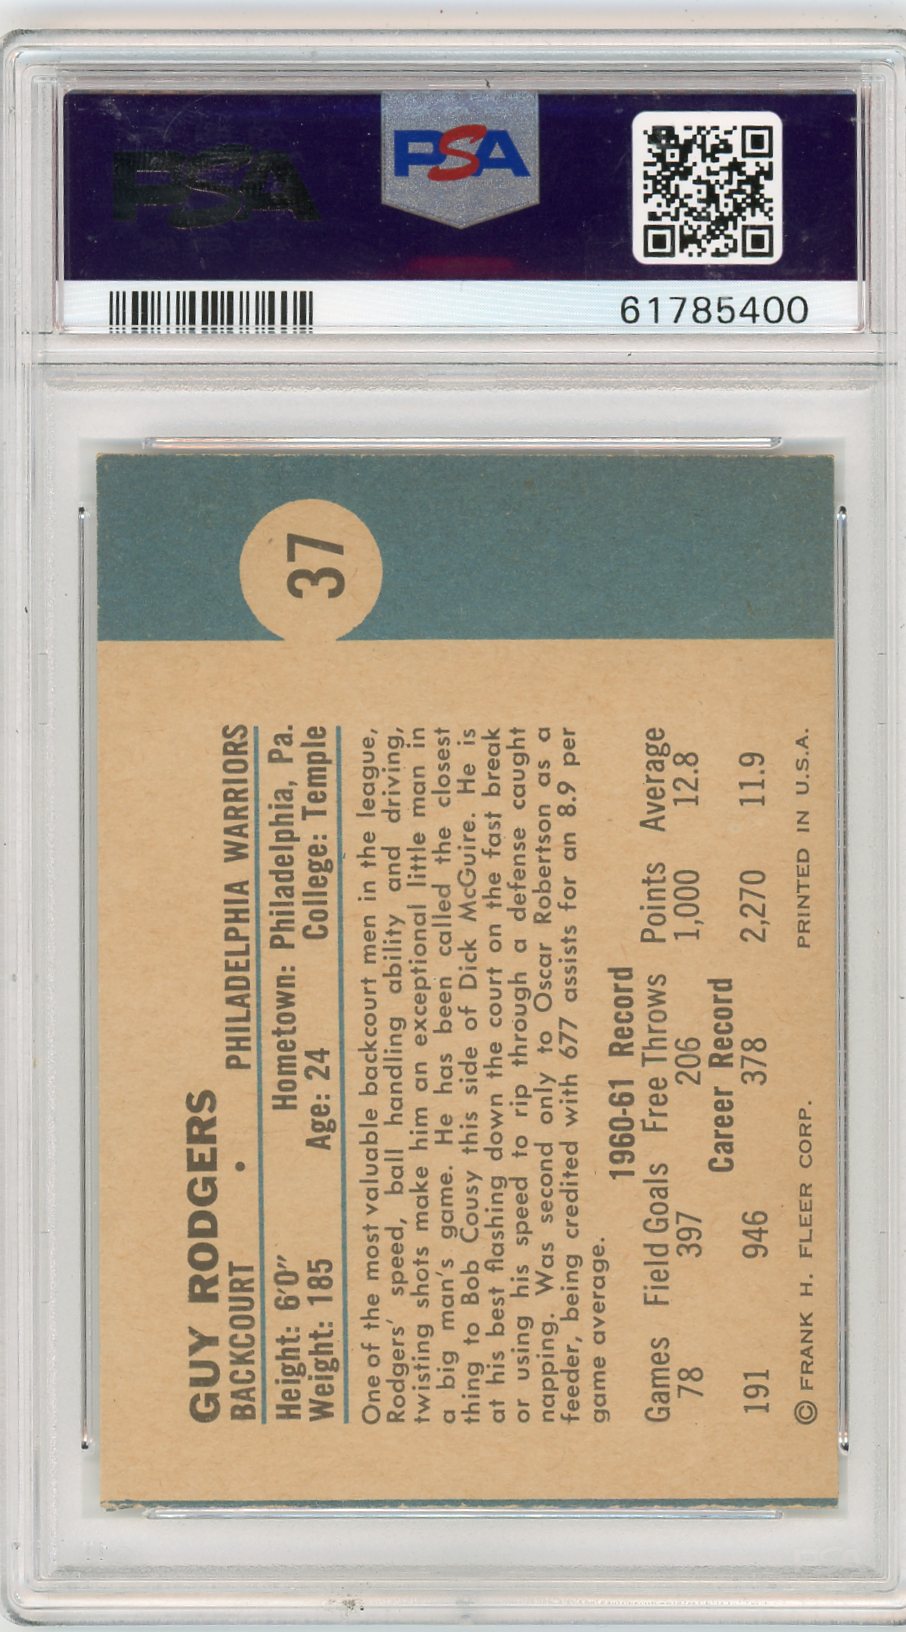 PSA
PSA
61785400
37
GUY RODGERS
BACKCOURT • PHILADELPHIA WARRIORS
Height: 6'0" Hometown: Philadelphia, Pa.
Weight: 185 Age: 24 College: Temple
One of the most valuable backcourt men in the league,
Rodgers' speed, ball handling ability and driving,
twisting shots make him an exceptional little man in
a big man's game. He has been called the closest
thing to Bob Cousy this side of Dick McGuire. He is
at his best flashing down the court on the fast break
or using his speed to rip through a defense caught
napping. Was second only to Oscar Robertson as a
feeder, being credited with 677 assists for an 8.9 per
game average.
1960-61 Record
Games Field Goals Free Throws Points Average
78 397 206 1,000 12.8
Career Record
191 946 378 2,270 11.9
© FRANK H. FLEER CORP. PRINTED IN U.S.A.